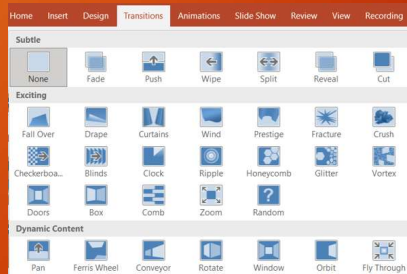 Home Insert Design Transitions Animations Slide Show Review View Recording
Subtle
None Fade Push Wipe Split Reveal Cut
Exciting
Fall Over Drape Curtains Wind Prestige Fracture Crush
Checkerboa... Blinds Clock Ripple Honeycomb Glitter Vortex
Doors Box Comb Zoom Random
Dynamic Content
Pan Ferris Wheel Conveyor Rotate Window Orbit Fly Through